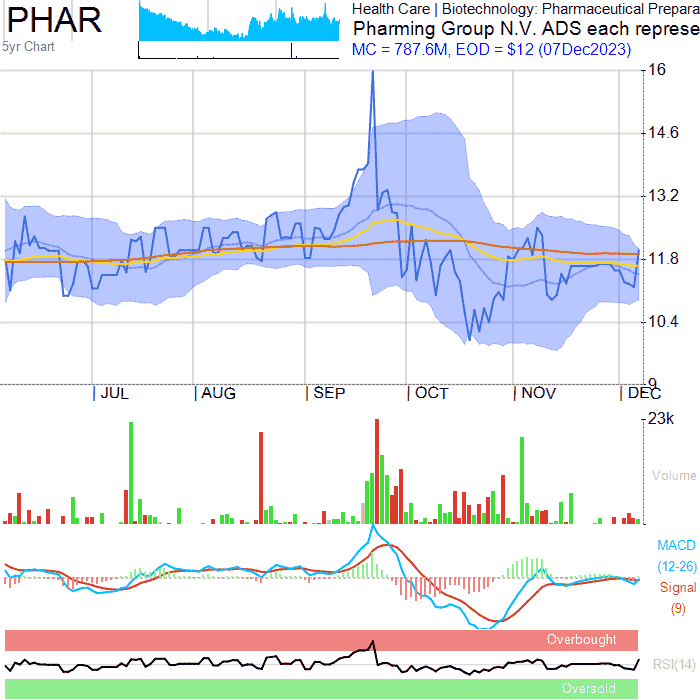 PHAR
5yr Chart
Health Care | Biotechnology: Pharmaceutical Prepara
Pharming Group N.V. ADS each represe
MC = 787.6M, EOD = $12 (07Dec2023)
16
14.6
13.2
11.8
10.4
9
JUL
AUG
SEP
OCT
NOV
DEC
23k
Volume
MACD
(12-26)
Signal
(9)
Overbought
RSI(14)
Oversold